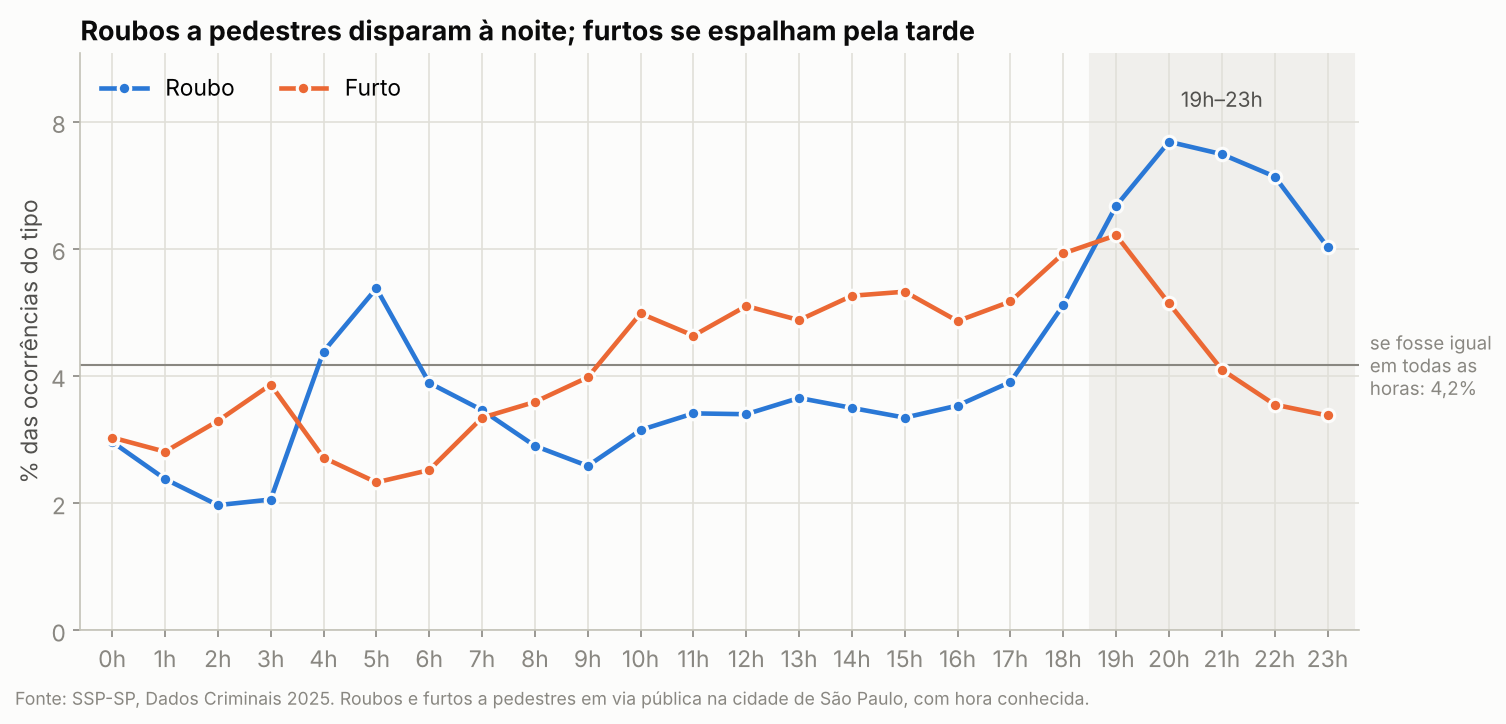 Roubos a pedestres disparam à noite; furtos se espalham pela tarde
Roubo
Furto
19h–23h
% das ocorrências do tipo
8
6
4
2
0
se fosse igual
em todas as
horas: 4,2%
0h 1h 2h 3h 4h 5h 6h 7h 8h 9h 10h 11h 12h 13h 14h 15h 16h 17h 18h 19h 20h 21h 22h 23h
Fonte: SSP-SP, Dados Criminais 2025. Roubos e furtos a pedestres em via pública na cidade de São Paulo, com hora conhecida.